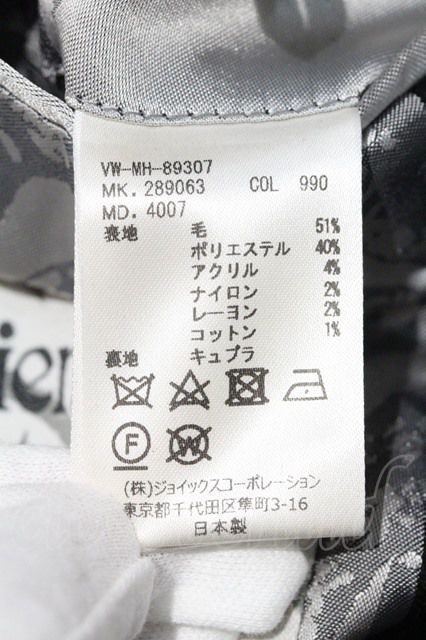 VW-MH-89307
MK. 289063 COL 990
MD. 4007
表地 毛 51%
ポリエステル 40%
アクリル 4%
ナイロン 2%
レーヨン 2%
コットン 1%
裏地 キュプラ
F W
(株)ジョイックスコーポレーション
東京都千代田区隼町3-16
日本製
ien